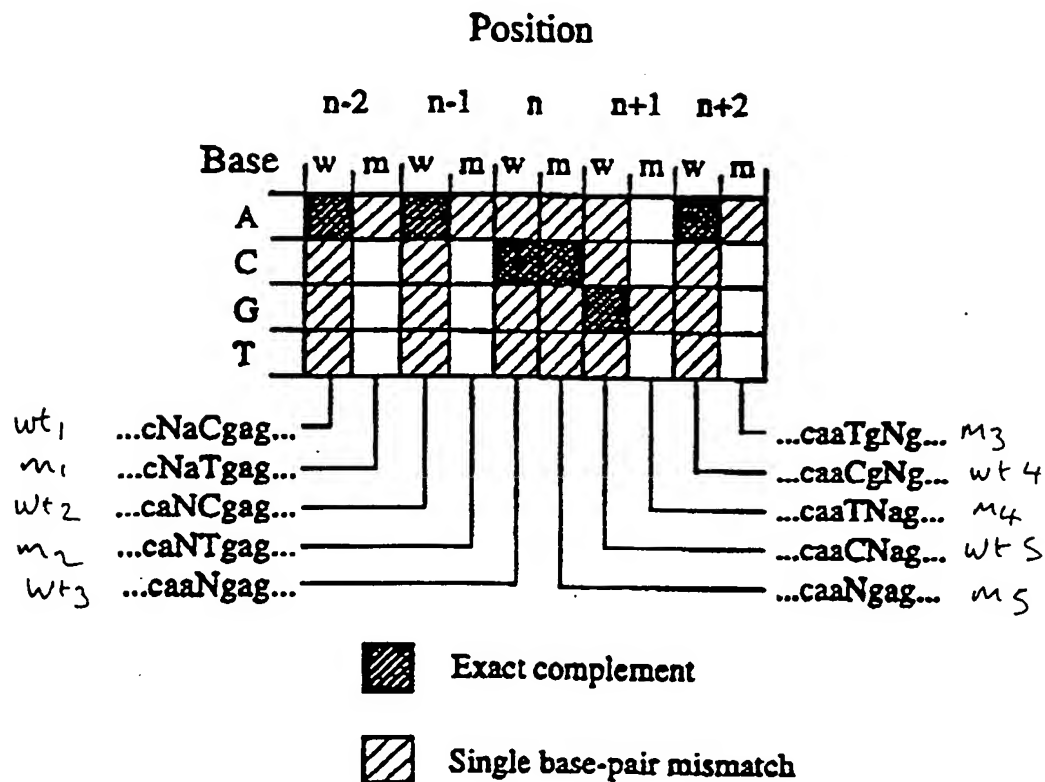 Position
n-2 n-1 n n+1 n+2
Base w m w m w m w m w m
A
C
G
T
wt1 ...cNaCgag...
m1 ...cNaTgag...
wt2 ...caNCgag...
m2 ...caNTgag...
wt3 ...caaNgag...
...caaTgNg... m3
...caaCgNg... wt4
...caaTNag... m4
...caaCNag... wt5
...caaNgag... m5
Exact complement
Single base-pair mismatch